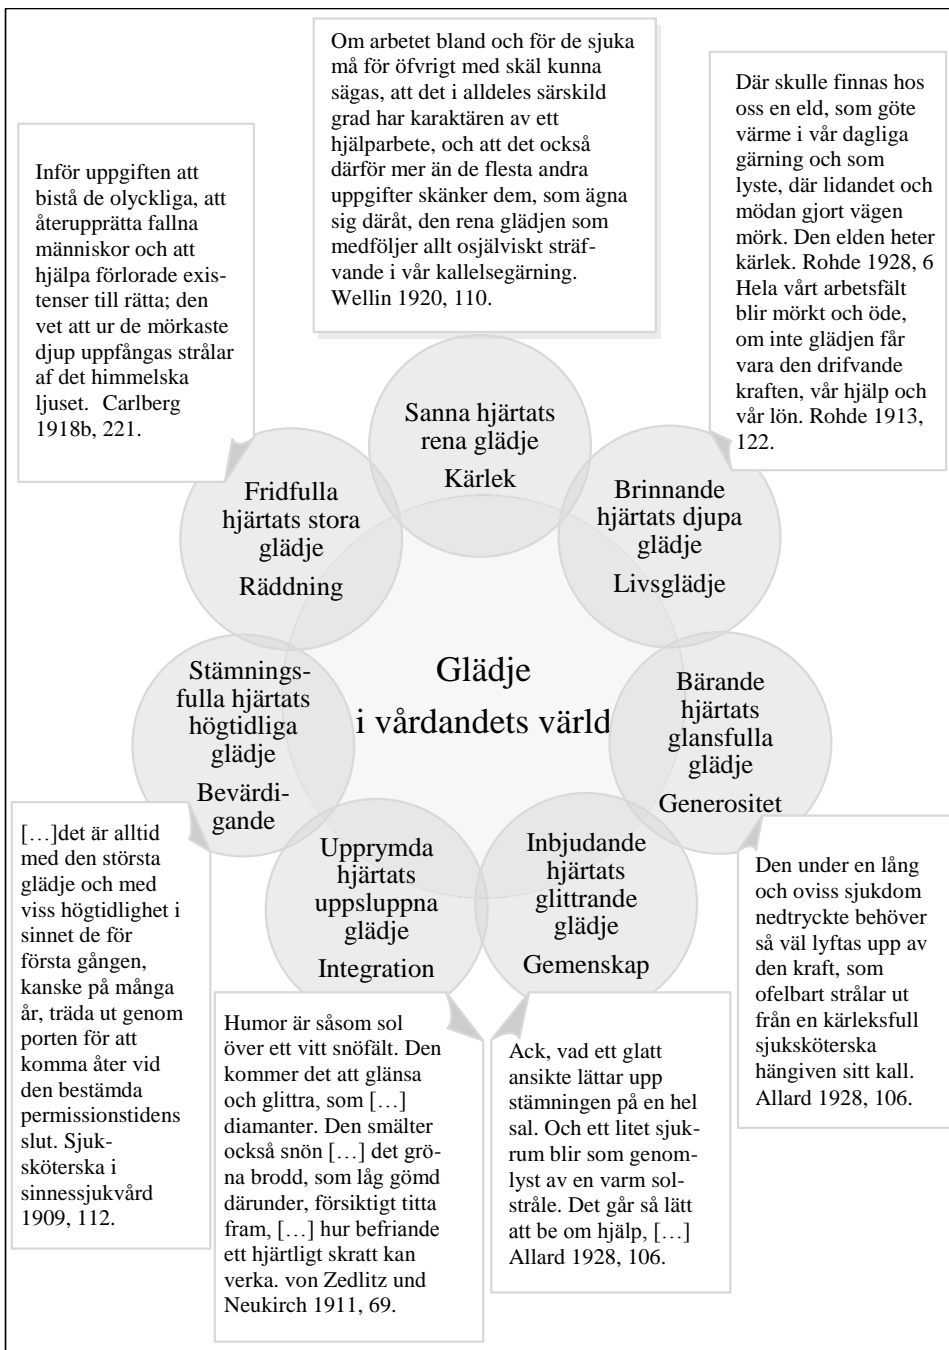 Om arbetet bland och för de sjuka
må för öfvrigt med skäl kunna
sägas, att det i alldeles särskild
grad har karaktären av ett
hjälparbete, och att det också
därför mer än de flesta andra
uppgifter skänker dem, som ägna
sig däråt, den rena glädjen som
medföljer allt osjälviskt sträf-
vande i vår kallelsegärning.
Wellin 1920, 110.
Där skulle finnas hos
oss en eld, som göte
värme i vår dagliga
gärning och som
lyste, där lidandet och
mödan gjort vägen
mörk. Den elden heter
kärlek. Rohde 1928, 6
Hela vårt arbetsfält
blir mörkt och öde,
om inte glädjen får
vara den drifvande
kraften, vår hjälp och
vår lön. Rohde 1913,
122.
Inför uppgiften att
bistå de olyckliga, att
återupprätta fallna
människor och att
hjälpa förlorade exis-
tenser till rätta; den
vet att ur de mörkaste
djup uppfångas strålar
af det himmelska
ljuset. Carlberg
1918b, 221.
Sanna hjärtats
rena glädje
Kärlek
Fridfulla
hjärtats stora
glädje
Räddning
Brinnande
hjärtats djupa
glädje
Livsglädje
Glädje
i vårdandets värld
Stämnings-
fulla hjärtats
högtidliga
glädje
Bevärdi-
gande
Bärande
hjärtats
glansfulla
glädje
Generositet
Upprymda
hjärtats
uppsluppna
glädje
Integration
Inbjudande
hjärtats
glittrande
glädje
Gemenskap
[…]det är alltid
med den största
glädje och med
viss högtidlighet i
sinnet de för
första gången,
kanske på många
år, träda ut genom
porten för att
komma åter vid
den bestämda
permissionstidens
slut. Sjuk-
sköterska i
sinnessjukvård
1909, 112.
Humor är såsom sol
över ett vitt snöfält. Den
kommer det att glänsa
och glittra, som […]
diamanter. Den smälter
också snön […] det grö-
na brodd, som låg gömd
därunder, försiktigt titta
fram, […] hur befriande
ett hjärtligt skratt kan
verka. von Zedlitz und
Neukirch 1911, 69.
Ack, vad ett glatt
ansikte lättar upp
stämningen på en hel
sal. Och ett litet sjuk-
rum blir som genom-
lyst av en varm sol-
stråle. Det går så lätt
att be om hjälp, […]
Allard 1928, 106.
Den under en lång
och oviss sjukdom
nedtryckte behöver
så väl lyftas upp av
den kraft, som
ofelbart strålar ut
från en kärleksfull
sjuksköterska
hängiven sitt kall.
Allard 1928, 106.